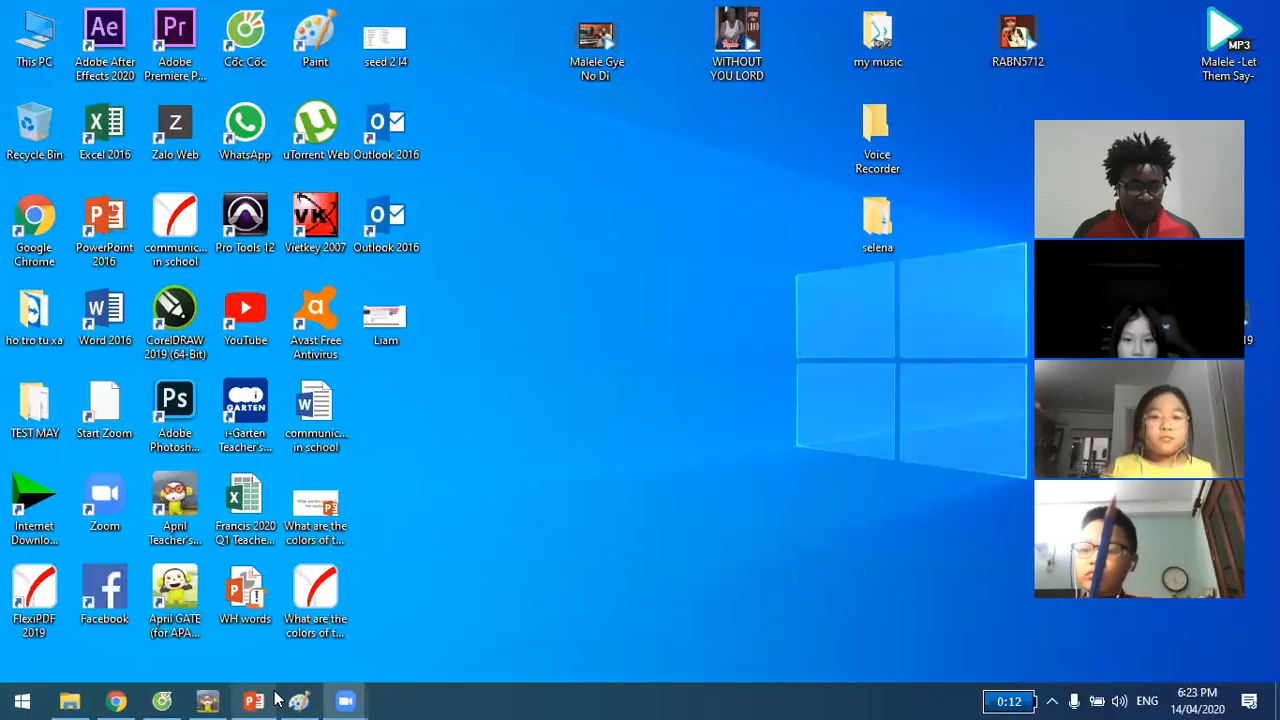 This PC
Adobe After
Effects 2020
Adobe
Premiere P...
Cốc Cốc
Paint
seed 2 l4
Malele Gye
No Di
WITHOUT
YOU LORD
my music
RABN5712
MP3
Malele -Let
Them Say-
Recycle Bin
Excel 2016
Zalo Web
WhatsApp
uTorrent Web
Outlook 2016
Voice
Recorder
Google
Chrome
PowerPoint
2016
communic...
in school
Pro Tools 12
Vietkey 2007
Outlook 2016
selena
ho tro tu xa
Word 2016
CorelDRAW
2019 (64-Bit)
YouTube
Avast Free
Antivirus
Liam
19
TEST MAY
Start Zoom
Adobe
Photosh...
i-Garten
Teacher's...
communic...
in school
Internet
Downlo...
Zoom
April
Teacher's...
Francis 2020
Q1 Teache...
What are the
colors of t...
FlexiPDF
2019
Facebook
April GATE
(for APA...
WH words
What are the
colors of t...
0:12
ENG
6:23 PM
14/04/2020